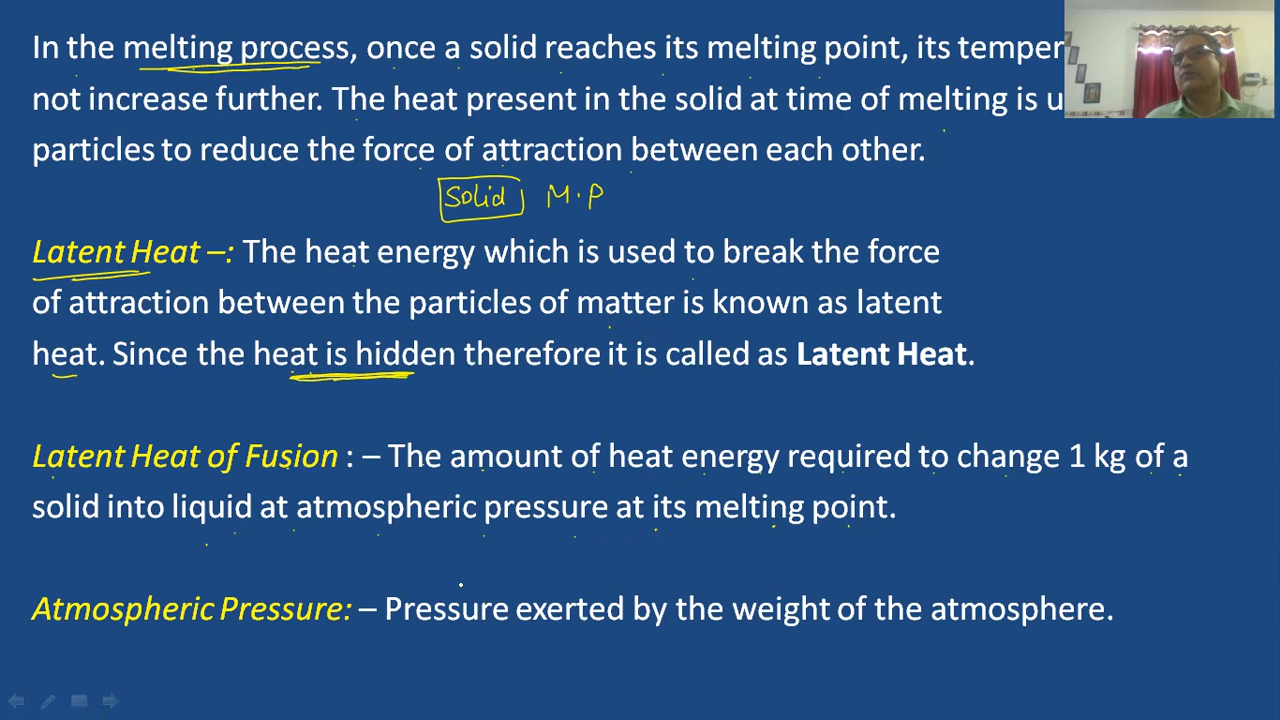 In the melting process, once a solid reaches its melting point, its temper
not increase further. The heat present in the solid at time of melting is u
particles to reduce the force of attraction between each other.
Solid M.P
Latent Heat –: The heat energy which is used to break the force
of attraction between the particles of matter is known as latent
heat. Since the heat is hidden therefore it is called as Latent Heat.
Latent Heat of Fusion : – The amount of heat energy required to change 1 kg of a
solid into liquid at atmospheric pressure at its melting point.
Atmospheric Pressure: – Pressure exerted by the weight of the atmosphere.